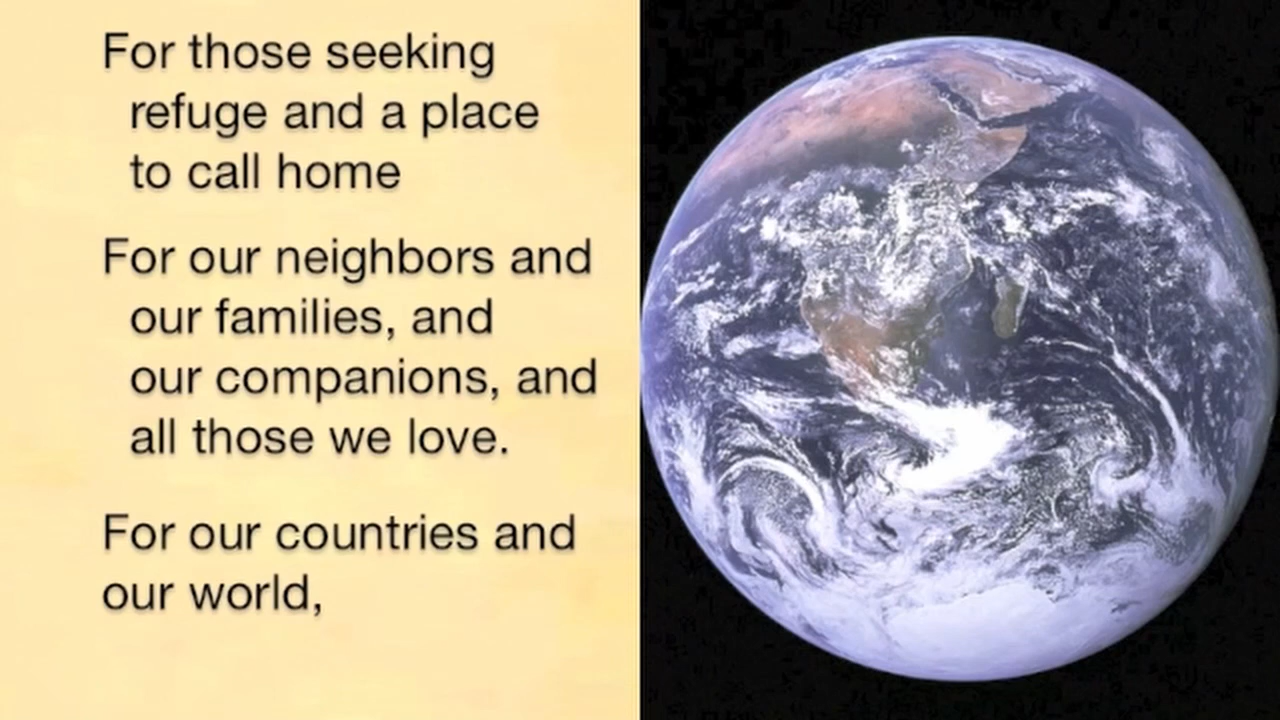 For those seeking
refuge and a place
to call home
For our neighbors and
our families, and
our companions, and
all those we love.
For our countries and
our world,